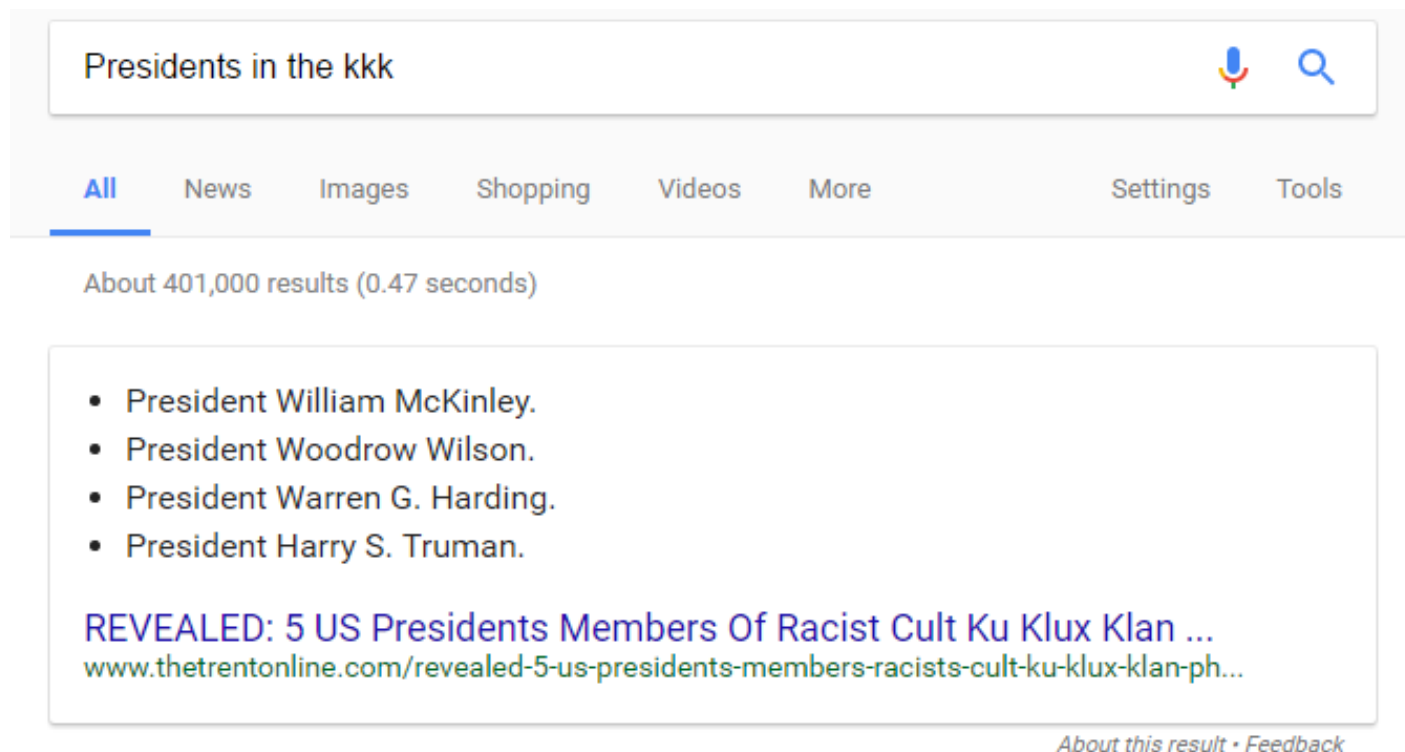 Presidents in the kkk
All News Images Shopping Videos More Settings Tools
About 401,000 results (0.47 seconds)
• President William McKinley.
• President Woodrow Wilson.
• President Warren G. Harding.
• President Harry S. Truman.
REVEALED: 5 US Presidents Members Of Racist Cult Ku Klux Klan ...
www.thetrentonline.com/revealed-5-us-presidents-members-racists-cult-ku-klux-klan-ph...
About this result • Feedback